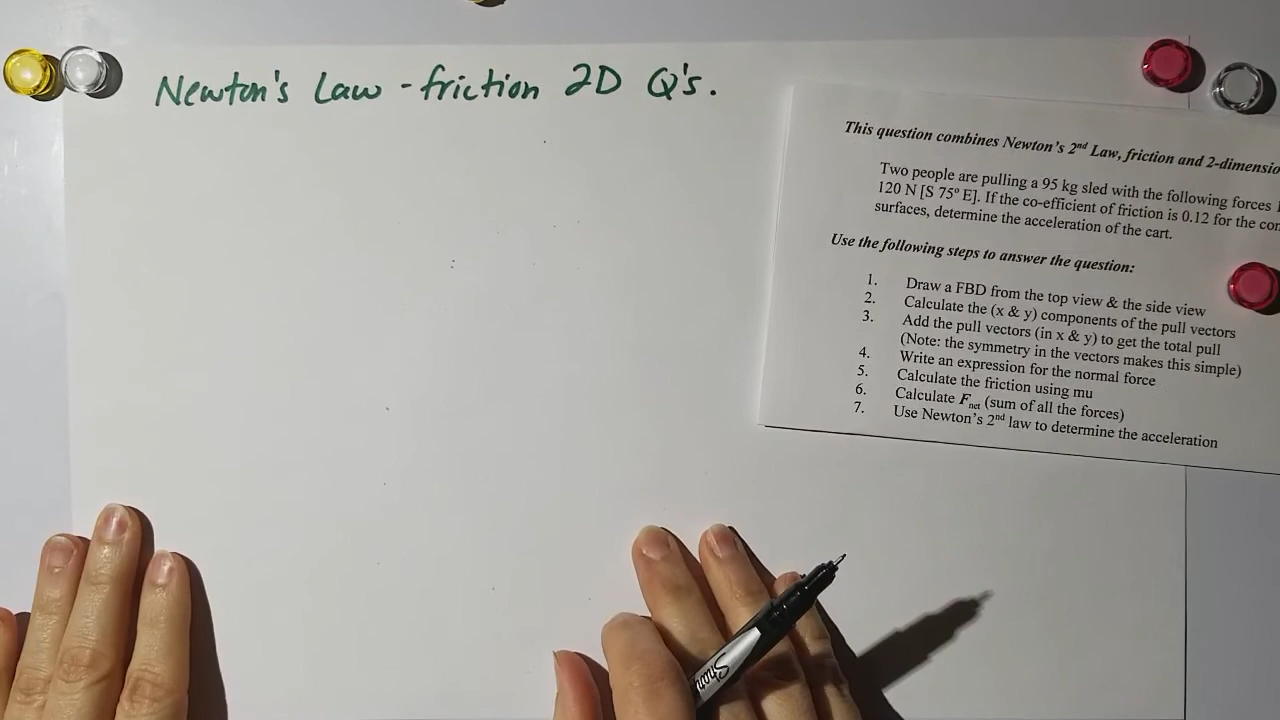 Newton's Law - friction 2D Q's.
This question combines Newton's 2nd Law, friction and
Two people are pulling a 95 kg sled with the following forces
120 N [S 75° E]. If the co-efficient of friction is 0.12 for the
surfaces, determine the acceleration of the cart.
Use the following steps to answer the question:
1. Draw a FBD from the top view & the side view
2. Calculate the (x & y) components of the pull vectors
3. Add the pull vectors (in x & y) to get the total pull
(Note: the symmetry in the vectors makes this simple)
4. Write an expression for the normal force
5. Calculate the friction using mu
6. Calculate Fnet (sum of all the forces)
7. Use Newton's 2nd law to determine the acceleration